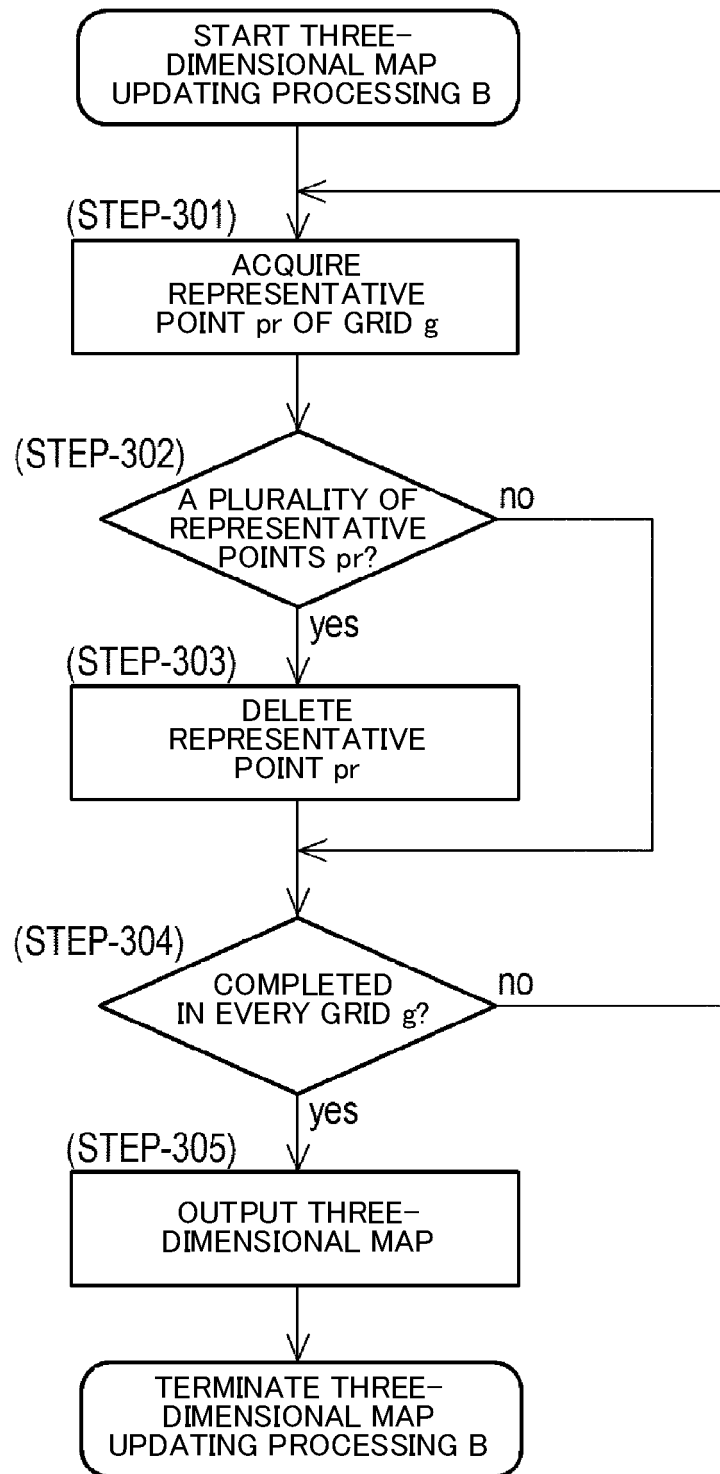 START THREE-
DIMENSIONAL MAP
UPDATING PROCESSING B
(STEP-301)
ACQUIRE
REPRESENTATIVE
POINT pr OF GRID g
(STEP-302)
A PLURALITY OF
REPRESENTATIVE
POINTS pr?
no
yes
(STEP-303)
DELETE
REPRESENTATIVE
POINT pr
(STEP-304)
COMPLETED
IN EVERY GRID g?
no
yes
(STEP-305)
OUTPUT THREE-
DIMENSIONAL MAP
TERMINATE THREE-
DIMENSIONAL MAP
UPDATING PROCESSING B